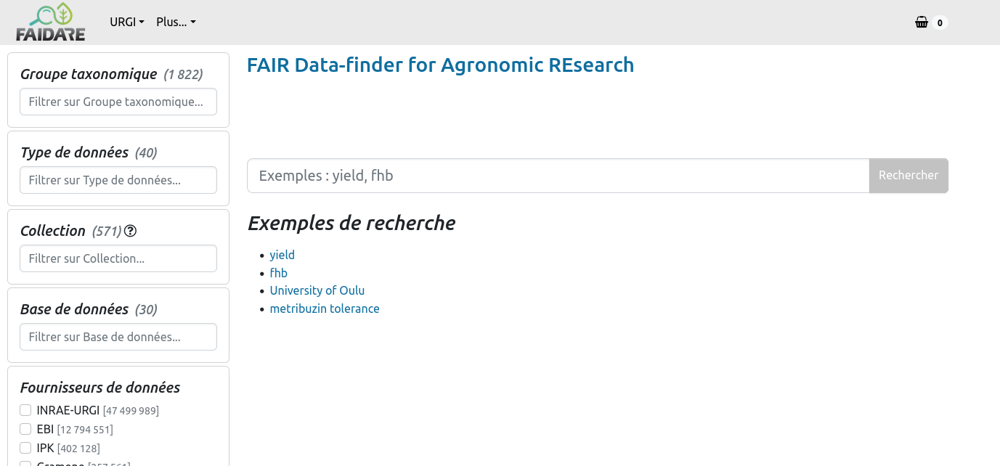 FAIDARE
URGI
Plus...
0
Groupe taxonomique (1 822)
Filtrer sur Groupe taxonomique...
Type de données (40)
Filtrer sur Type de données...
Collection (571)
Filtrer sur Collection...
Base de données (30)
Filtrer sur Base de données...
Fournisseurs de données
INRAE-URGI [47 499 989]
EBI [12 794 551]
IPK [402 128]
FAIR Data-finder for Agronomic REsearch
Exemples : yield, fhb
Rechercher
Exemples de recherche
• yield
• fhb
• University of Oulu
• metribuzin tolerance